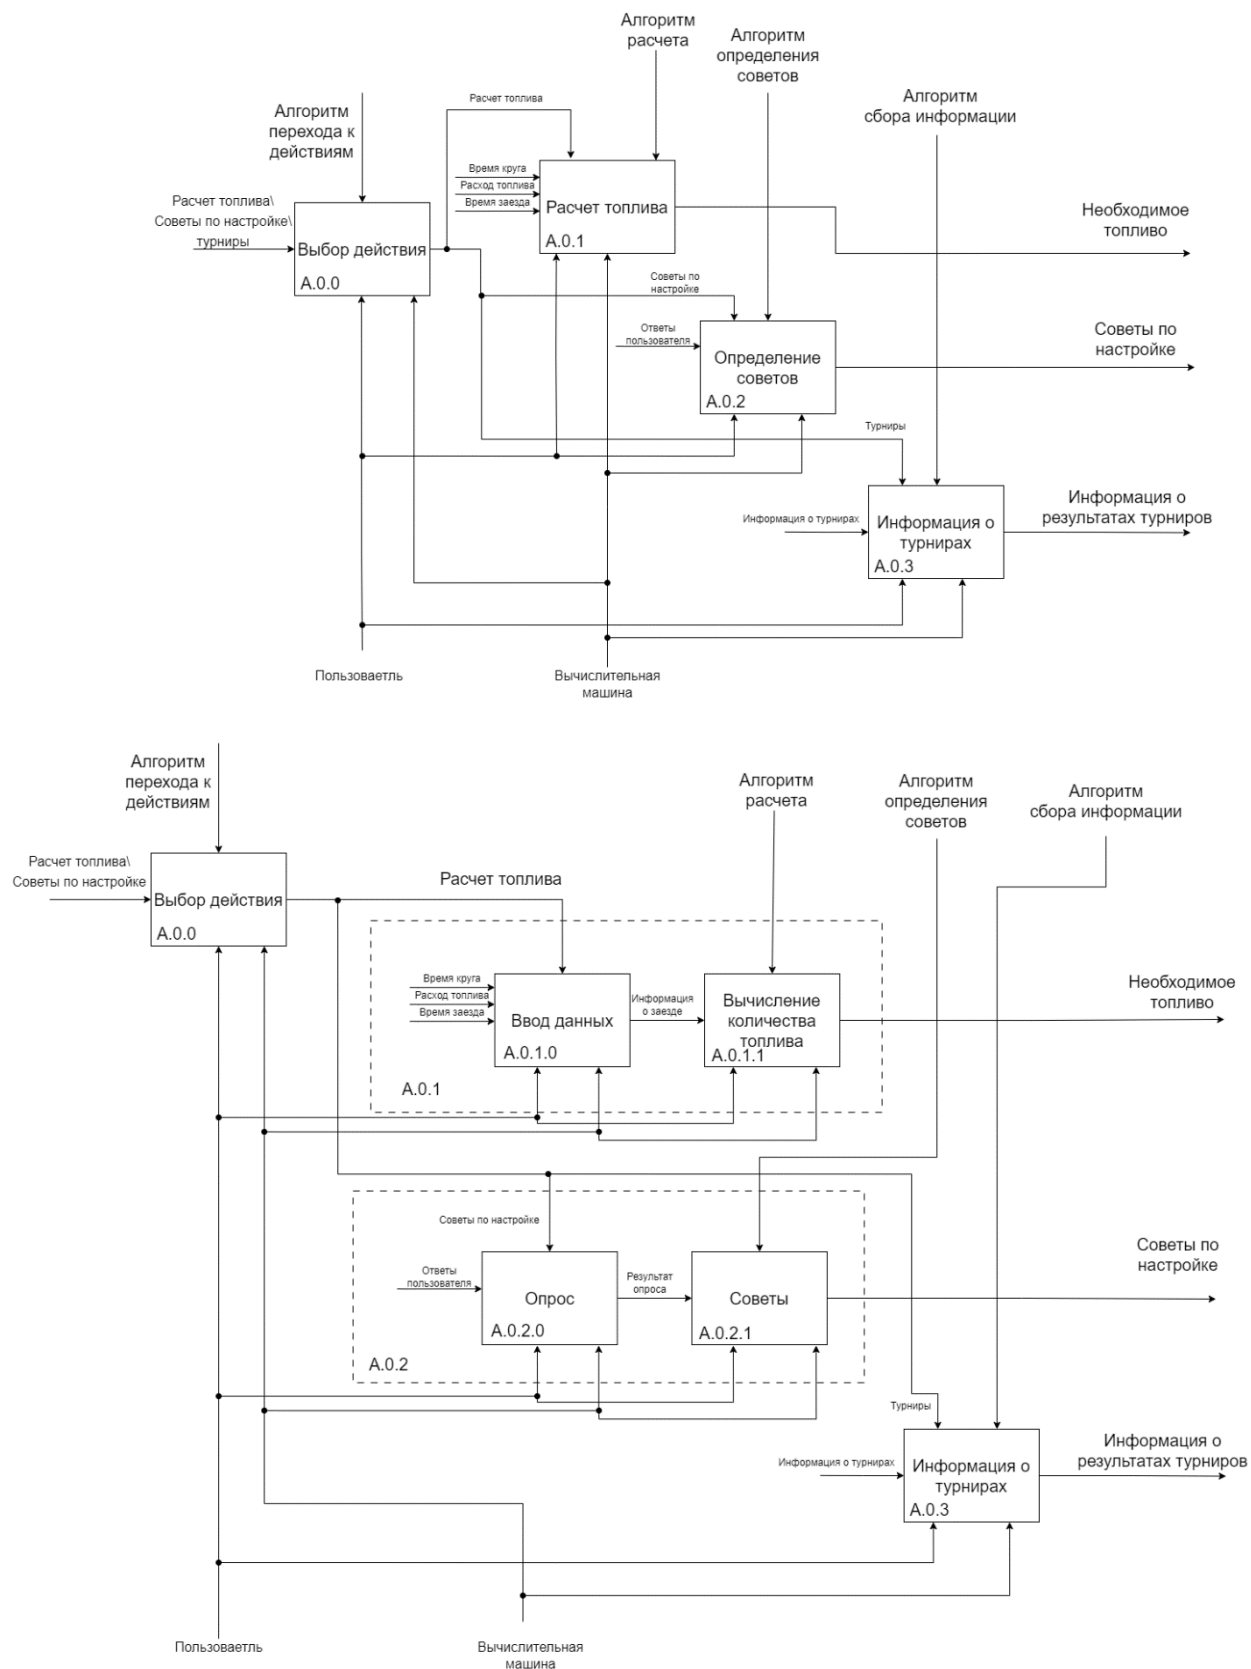 Алгоритм
расчета
Алгоритм
определения
советов
Алгоритм
сбора информации
Алгоритм
перехода к
действиям
Расчет топлива
Время круга
Расход топлива
Время заезда
Расчет топлива
А.0.1
Расчет топлива\
Советы по настройке\
турниры
Выбор действия
А.0.0
Необходимое
топливо
Советы по
настройке
Ответы
пользователя
Определение
советов
А.0.2
Советы по
настройке
Турниры
Информация о турнирах
Информация о
турнирах
А.0.3
Информация о
результатах турниров
Пользоваетль
Вычислительная
машина
Алгоритм
перехода к
действиям
Алгоритм
расчета
Алгоритм
определения
советов
Алгоритм
сбора информации
Расчет топлива\
Советы по настройке
Выбор действия
А.0.0
Расчет топлива
Время круга
Расход топлива
Время заезда
Ввод данных
А.0.1.0
Информация
о заезде
Вычисление
количества
топлива
А.0.1.1
А.0.1
Необходимое
топливо
Советы по настройке
Ответы
пользователя
Опрос
А.0.2.0
Результат
опроса
Советы
А.0.2.1
А.0.2
Советы по
настройке
Турниры
Информация о турнирах
Информация о
турнирах
А.0.3
Информация о
результатах турниров
Пользоваетль
Вычислительная
машина